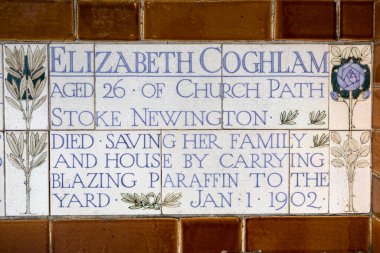 ELIZABETH COGHLAM
AGED 26 · OF CHURCH PATH
STOKE NEWINGTON ·
DIED · SAVING HER FAMILY
AND HOUSE BY CARRYING
BLAZING PARAFFIN TO THE
YARD JAN · 1 · 1902 ·